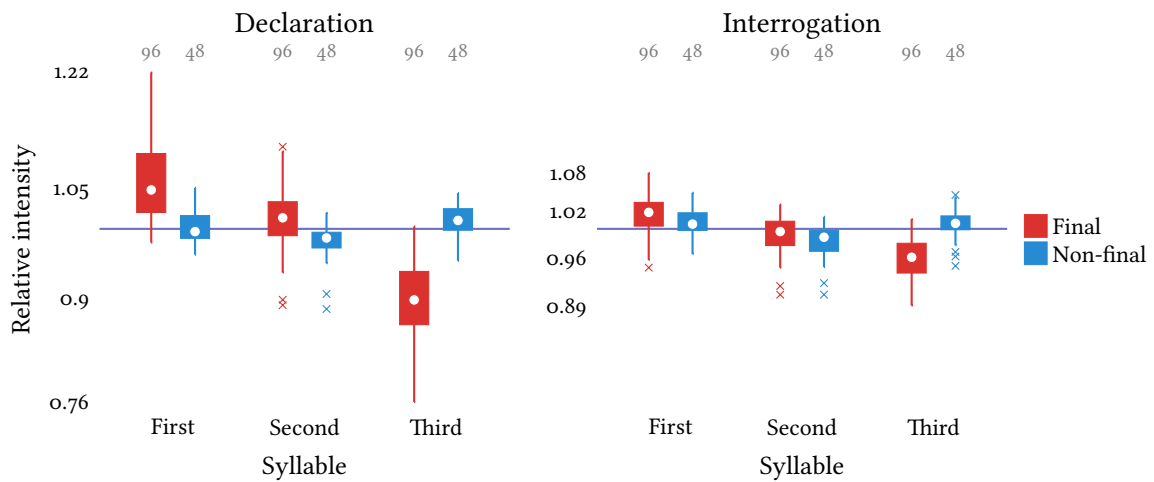 Declaration
Interrogation
96 48 96 48 96 48
96 48 96 48 96 48
1.22
1.05
0.9
0.76
Relative intensity
1.08
1.02
0.96
0.89
Final
Non-final
First Second Third
First Second Third
Syllable
Syllable